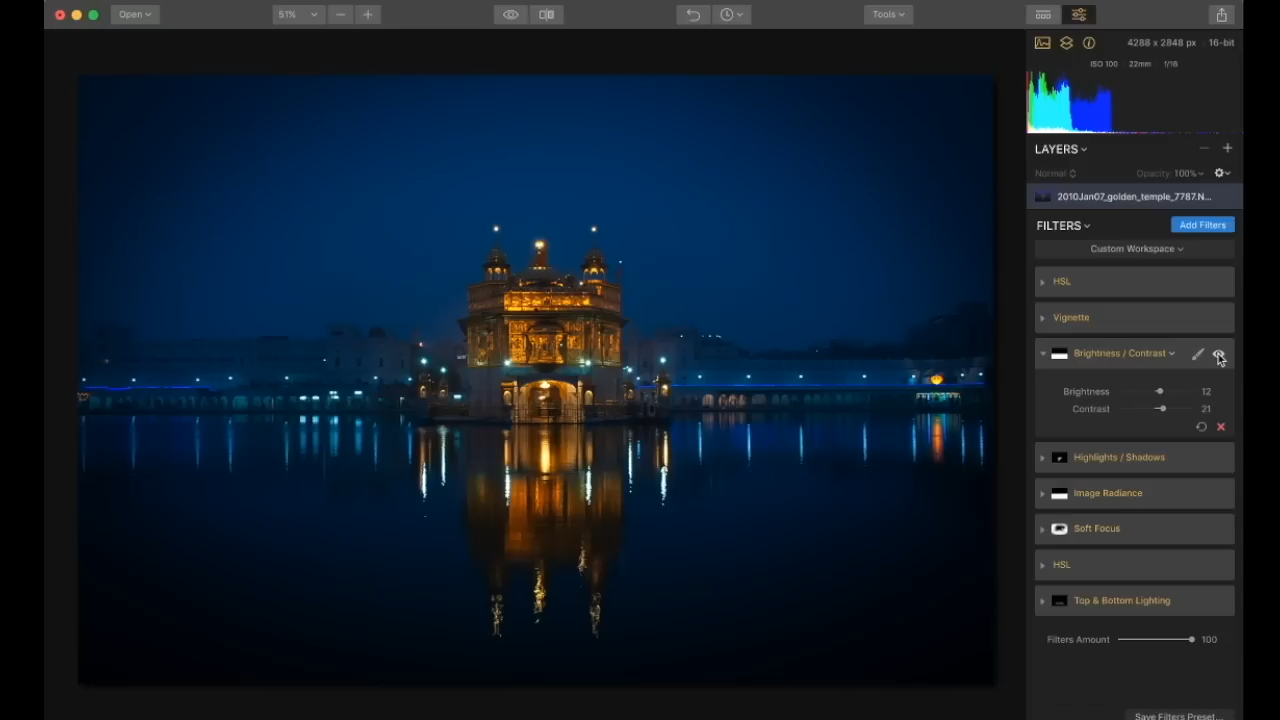 Open
51%
Tools
4288 x 2848 px 16-bit
ISO 100 22mm f/16
LAYERS
Normal Opacity: 100%
2010Jan07_golden_temple_7787.N...
FILTERS Add Filters
Custom Workspace
HSL
Vignette
Brightness / Contrast
Brightness 12
Contrast 21
Highlights / Shadows
Image Radiance
Soft Focus
HSL
Top & Bottom Lighting
Filters Amount 100
Save Filters Preset...